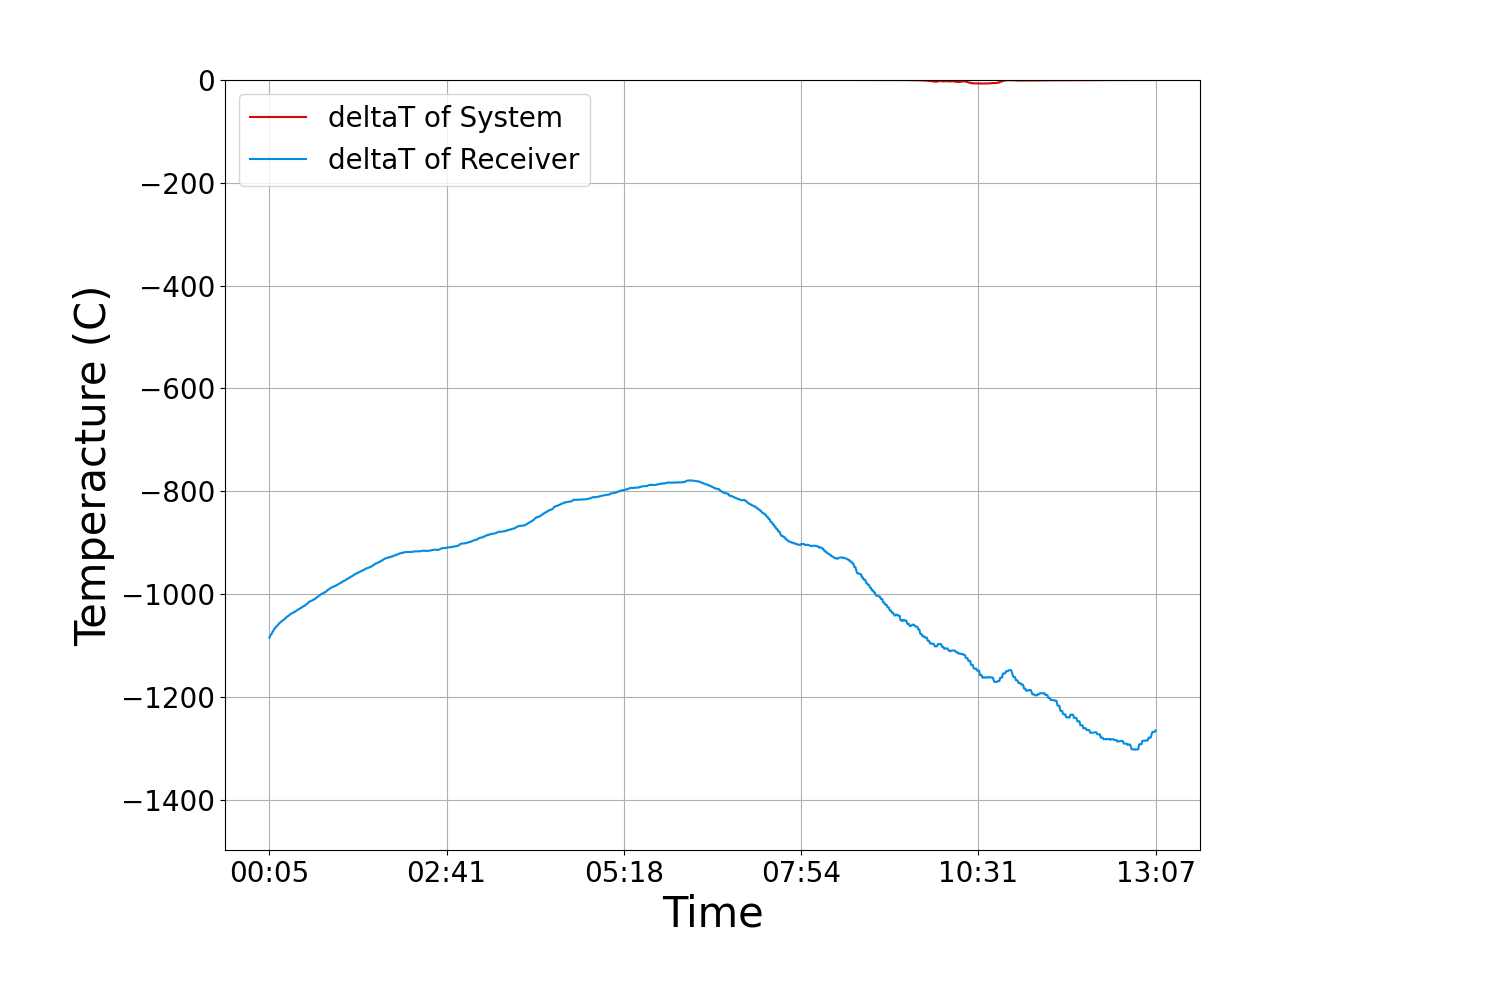 0
−200
−400
−600
−800
−1000
−1200
−1400
Temperacture (C)
deltaT of System
deltaT of Receiver
00:05 02:41 05:18 07:54 10:31 13:07
Time